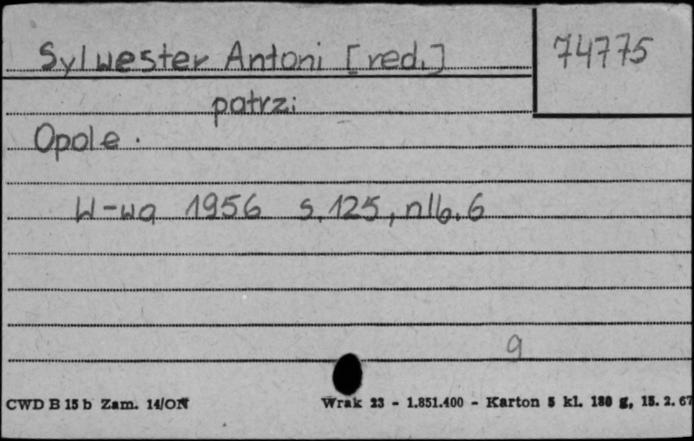 Sylwester Antoni [red.]
74775
patrz:
Opole.
W-wa 1956 s.125, nlb.6
9
CWD B 15 b Zam. 14/ON
Wrak 23 - 1.851.400 - Karton 5 kl. 180 g, 15. 2. 67